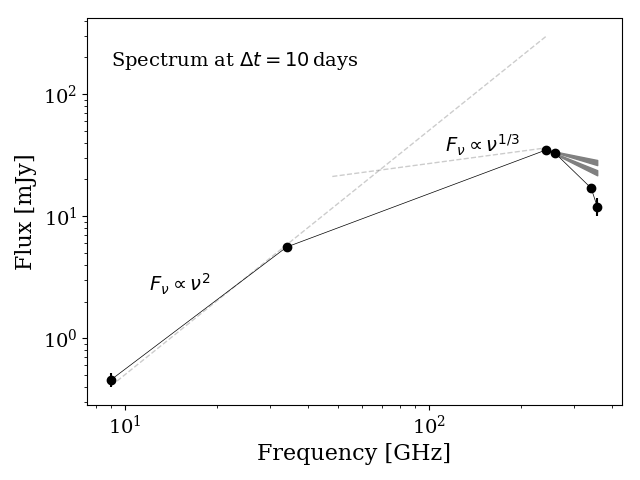 Spectrum at Δt = 10 days
10²
F_ν ∝ ν^{1/3}
10¹
F_ν ∝ ν²
10⁰
Flux [mJy]
10¹ 10²
Frequency [GHz]